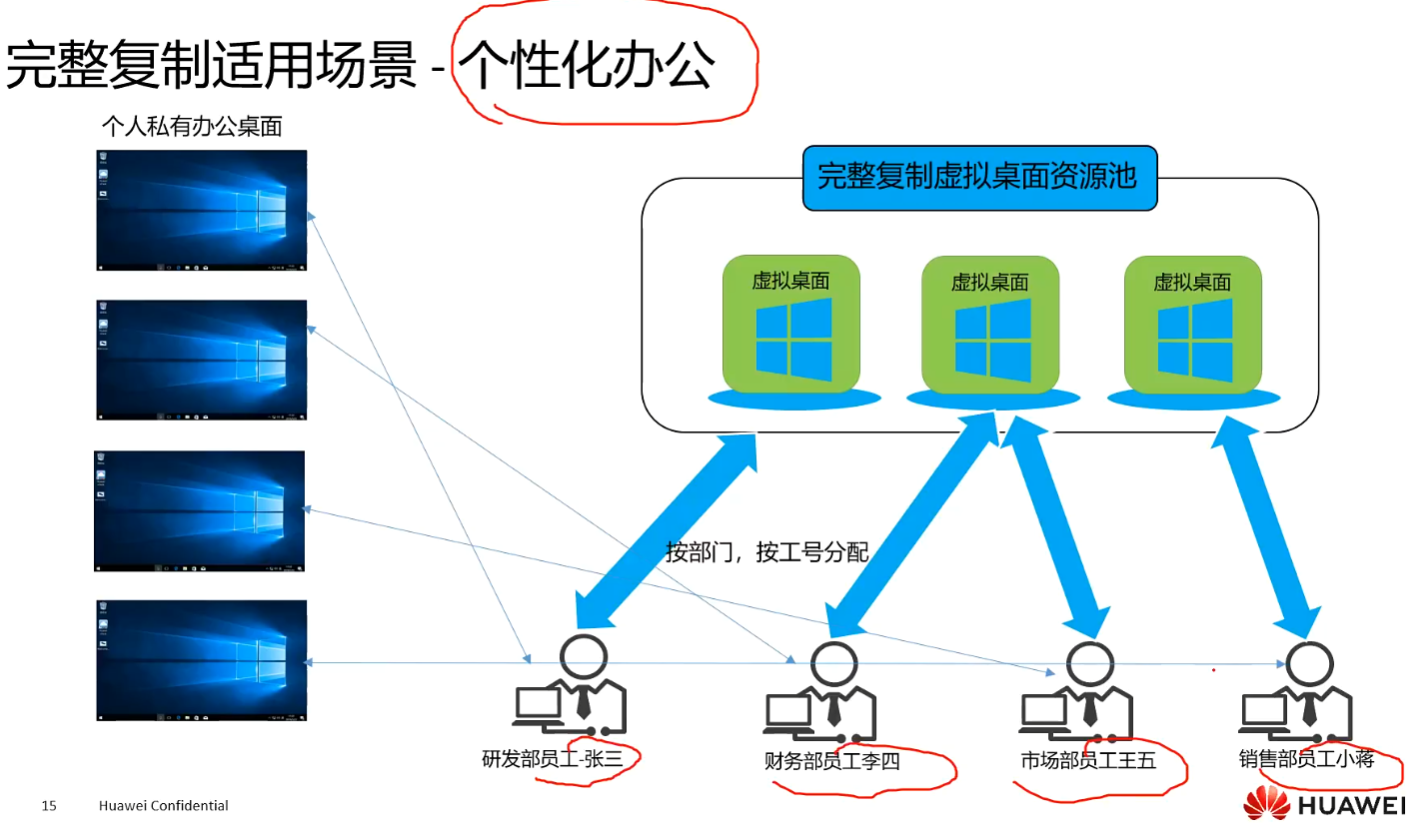 完整复制适用场景 - 个性化办公
个人私有办公桌面
完整复制虚拟桌面资源池
虚拟桌面
虚拟桌面
虚拟桌面
按部门，按工号分配
研发部员工-张三
财务部员工李四
市场部员工王五
销售部员工小蒋
15
Huawei Confidential
HUAWEI